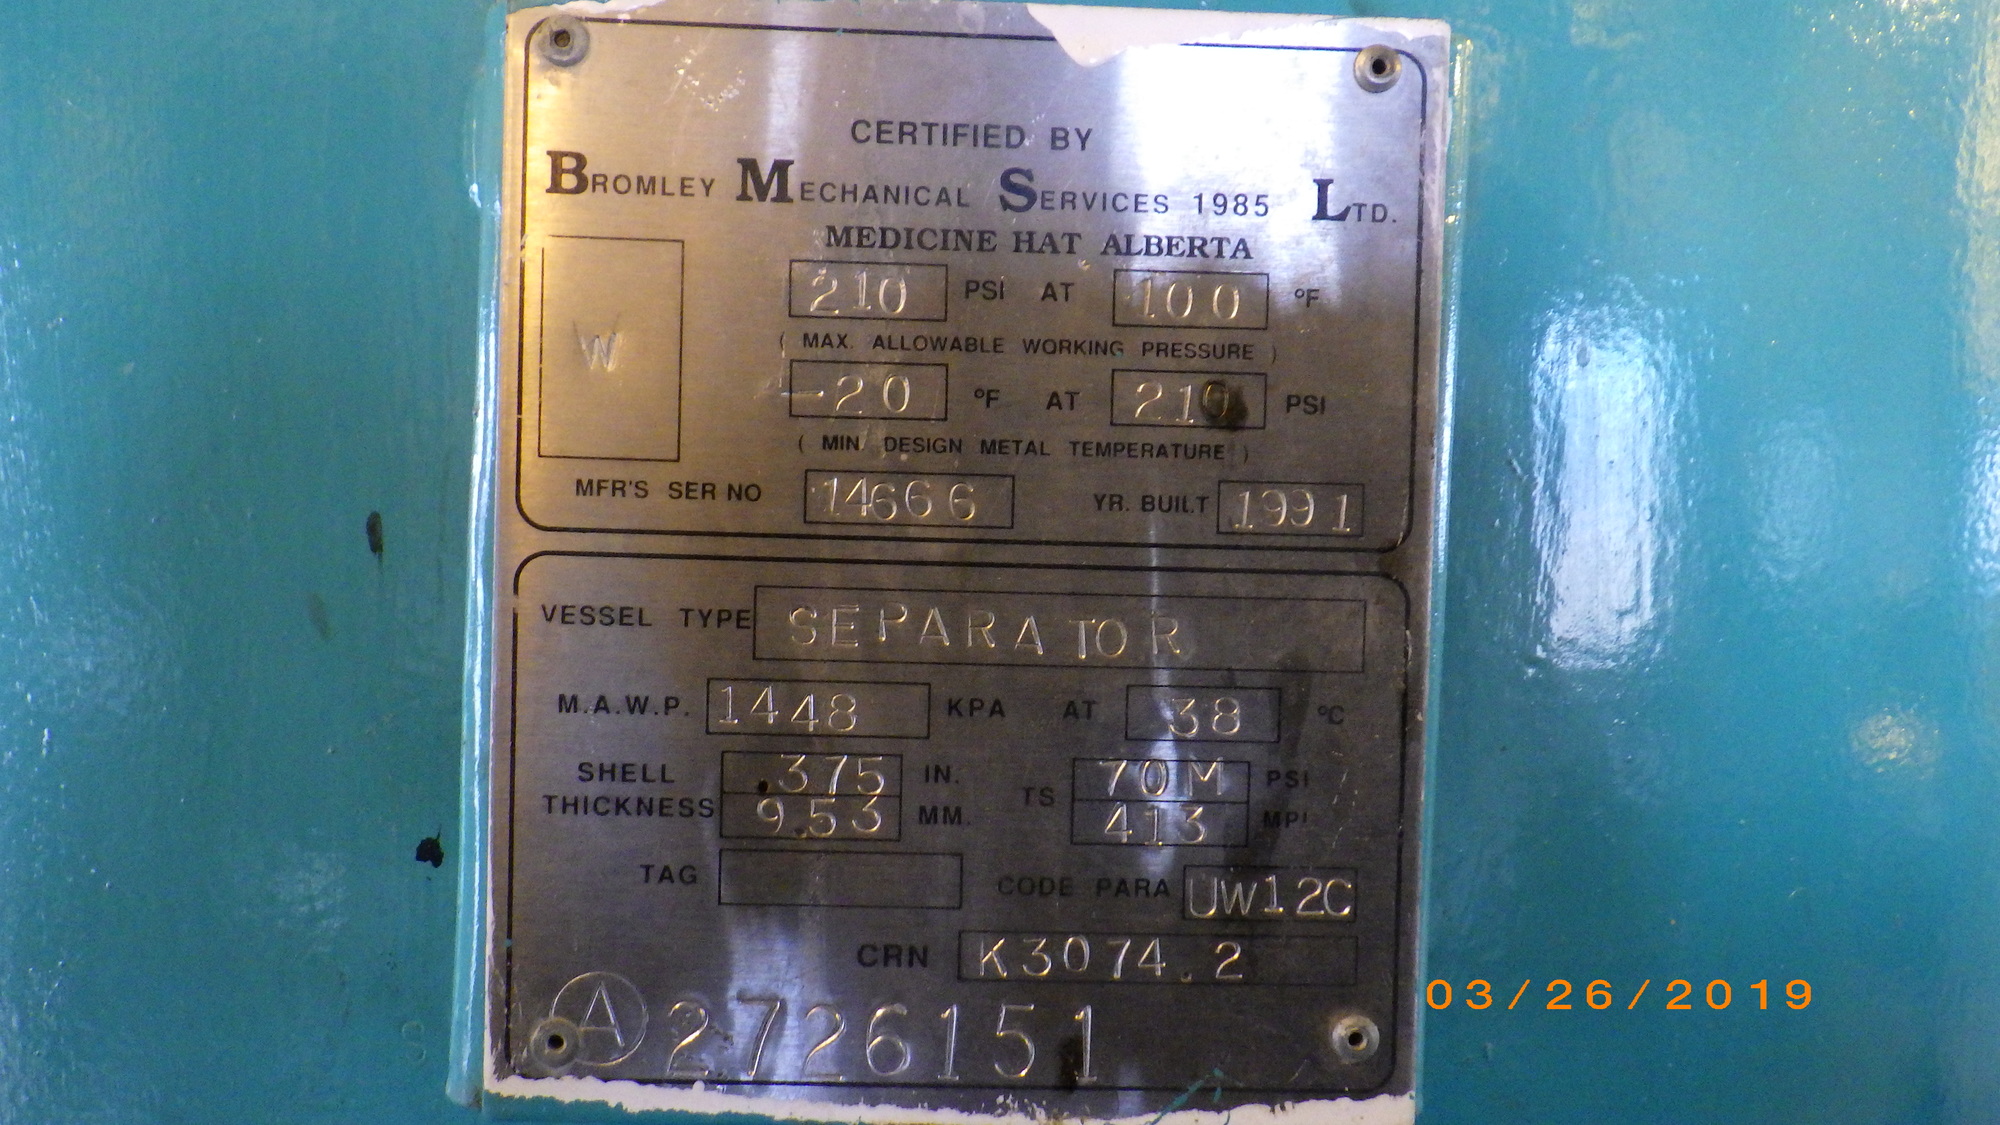 CERTIFIED BY
BROMLEY MECHANICAL SERVICES 1985 LTD.
MEDICINE HAT ALBERTA
210 PSI AT 100 °F
( MAX. ALLOWABLE WORKING PRESSURE )
W
-20 °F AT 210 PSI
( MIN DESIGN METAL TEMPERATURE )
MFR'S SER NO 14666 YR. BUILT 1991
VESSEL TYPE SEPARATOR
M.A.W.P. 1448 KPA AT 38 °C
SHELL THICKNESS .375 IN. TS 70M PSI
9.53 MM. 413 MPI
TAG CODE PARA UW12C
CRN K3074.2
A 2726151
03/26/2019